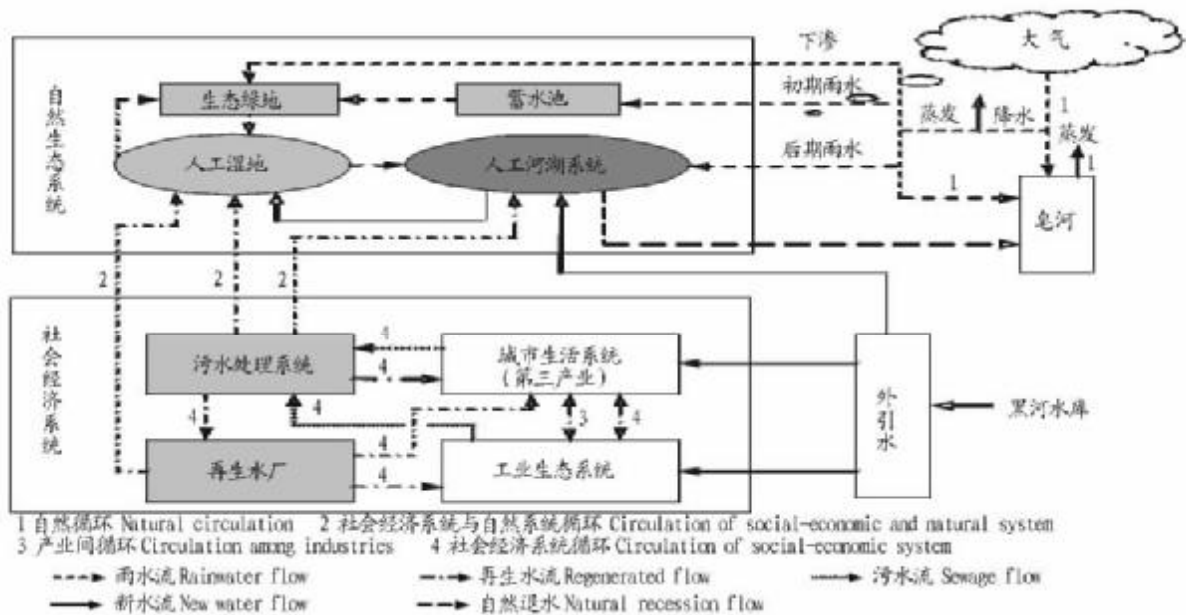 大气
下渗
初期雨水
后期雨水
蒸发
降水
1
蒸发
1
1
皂河
自然生态系统
生态绿地
蓄水池
人工湿地
人工河湖系统
2
2
2
社会经济系统
污水处理系统
城市生活系统
(第三产业)
4
4
4
4
4
4
3
4
再生水厂
工业生态系统
外引水
黑河水库
1 自然循环 Natural circulation 2 社会经济系统与自然系统循环 Circulation of social-economic and natural system
3 产业间循环 Circulation among industries 4 社会经济系统循环 Circulation of social-economic system
雨水流 Rainwater flow 再生水流 Regenerated flow 污水流 Sewage flow
新水流 New water flow 自然退水 Natural recession flow